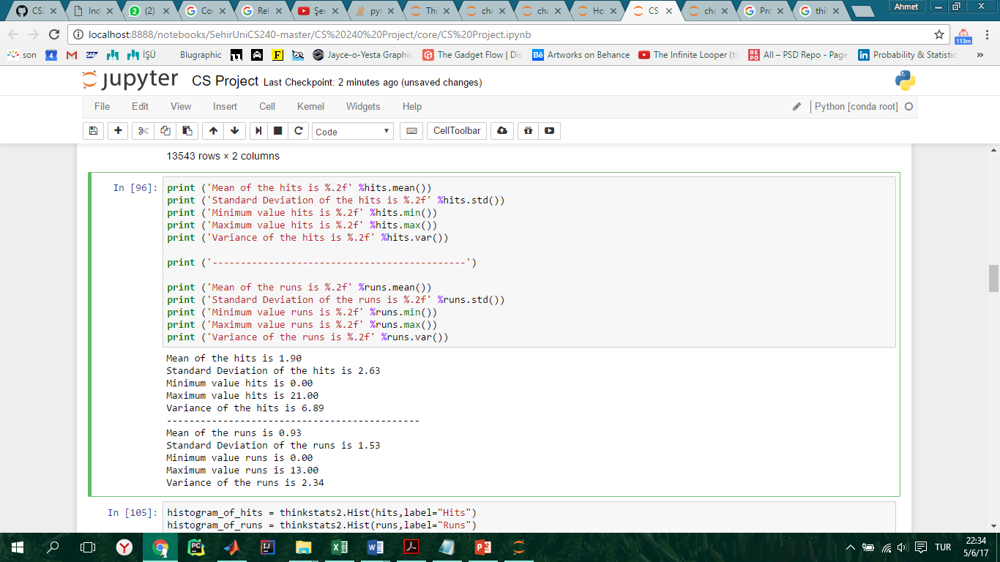 CS2
Ind
(2)
Cor
Rel
Şer
pyt
Thi
cha
cha
Ho
CS
cha
Pro
thi
Ahmet
localhost:8888/notebooks/SehirUniCS240-master/CS%20240%20Project/core/CS%20Project.ipynb
113m
son
4
SAP
İŞÜ
Blugraphic
Jayce-o-Yesta Graphic
The Gadget Flow | Dis
Artworks on Behance
The Infinite Looper (ti
All – PSD Repo - Page
Probability & Statistic
»
jupyter CS Project Last Checkpoint: 2 minutes ago (unsaved changes)
File Edit View Insert Cell Kernel Widgets Help Python [conda root]
Code CellToolbar
13543 rows × 2 columns
In [96]: print ('Mean of the hits is %.2f' %hits.mean())
print ('Standard Deviation of the hits is %.2f' %hits.std())
print ('Minimum value hits is %.2f' %hits.min())
print ('Maximum value hits is %.2f' %hits.max())
print ('Variance of the hits is %.2f' %hits.var())
print ('---------------------------------------------')
print ('Mean of the runs is %.2f' %runs.mean())
print ('Standard Deviation of the runs is %.2f' %runs.std())
print ('Minimum value runs is %.2f' %runs.min())
print ('Maximum value runs is %.2f' %runs.max())
print ('Variance of the runs is %.2f' %runs.var())
Mean of the hits is 1.90
Standard Deviation of the hits is 2.63
Minimum value hits is 0.00
Maximum value hits is 21.00
Variance of the hits is 6.89
---------------------------------------------
Mean of the runs is 0.93
Standard Deviation of the runs is 1.53
Minimum value runs is 0.00
Maximum value runs is 13.00
Variance of the runs is 2.34
In [105]: histogram_of_hits = thinkstats2.Hist(hits,label="Hits")
histogram_of_runs = thinkstats2.Hist(runs,label="Runs")
TUR
22:34
5/6/17